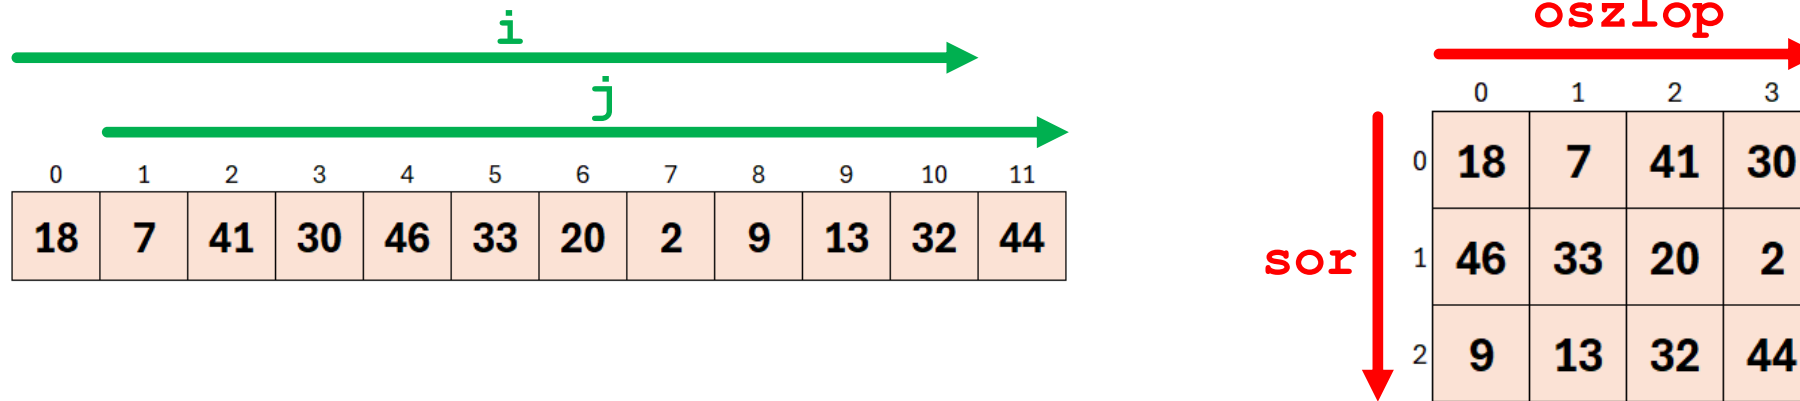 i
j
0 1 2 3 4 5 6 7 8 9 10 11
18 7 41 30 46 33 20 2 9 13 32 44
oszlop
0 1 2 3
0 18 7 41 30
sor
1 46 33 20 2
2 9 13 32 44